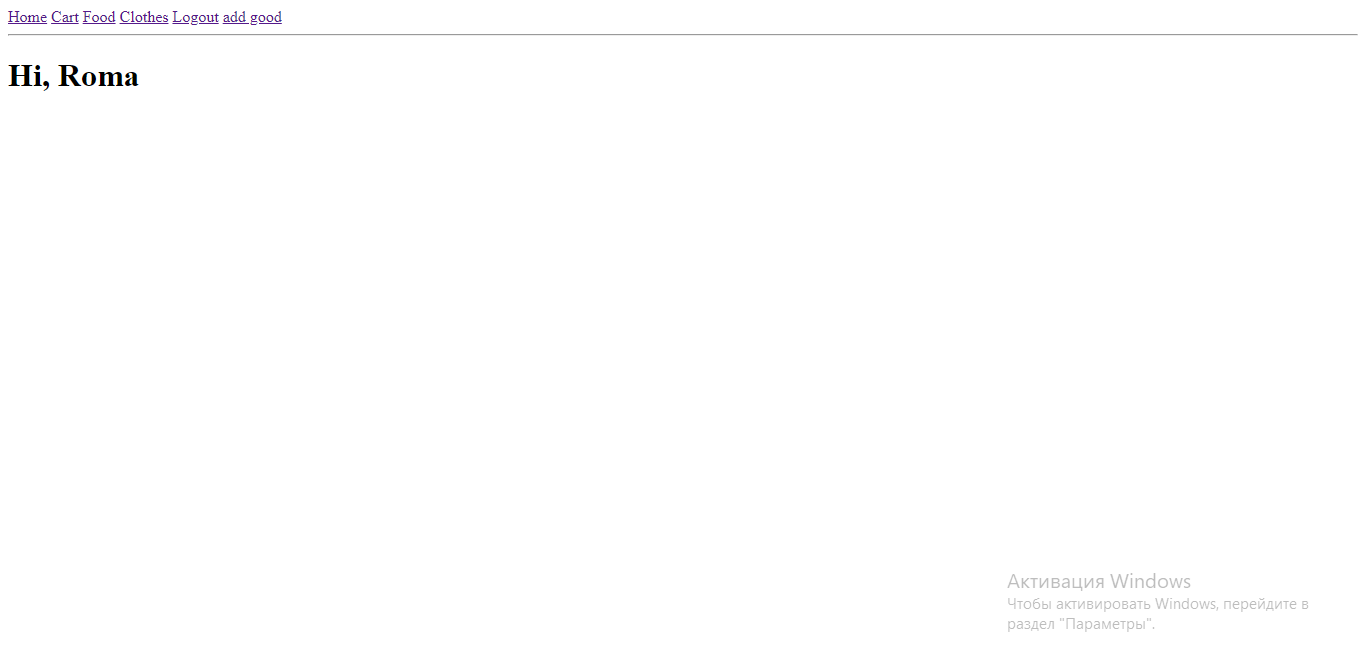 Home Cart Food Clothes Logout add good
Hi, Roma
Активация Windows
Чтобы активировать Windows, перейдите в
раздел "Параметры".